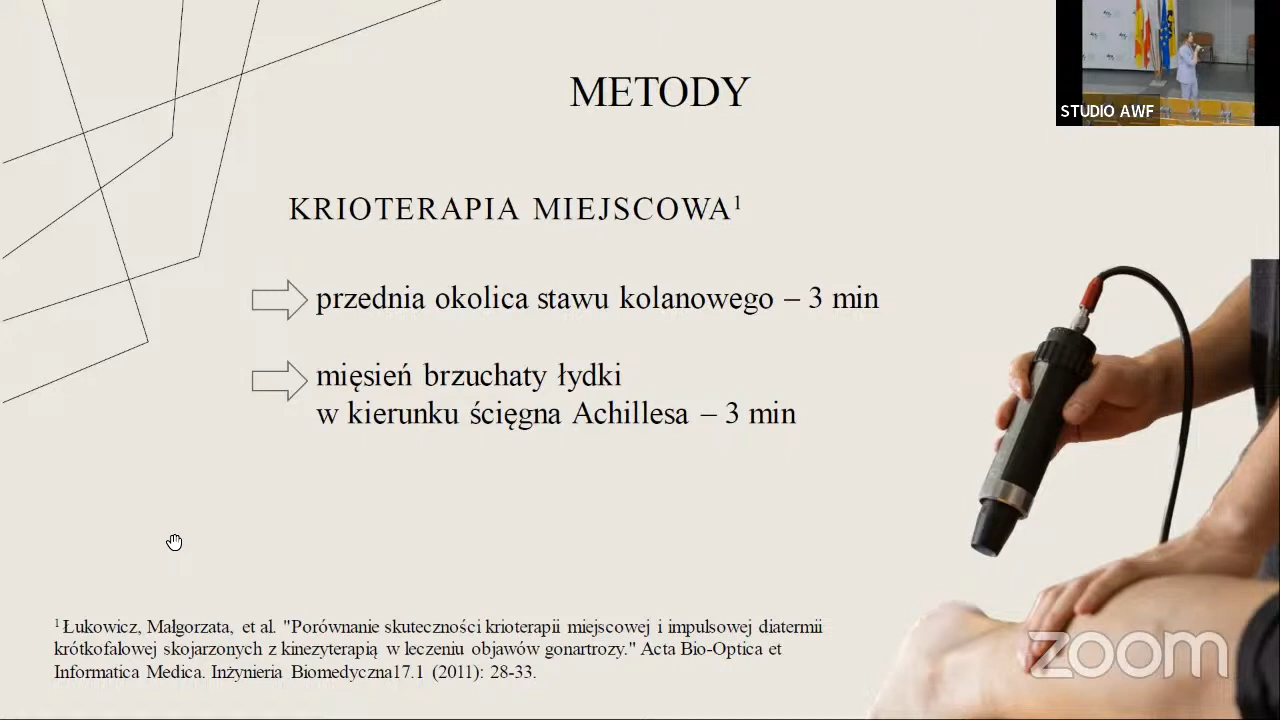 METODY
STUDIO AWF
KRIOTERAPIA MIEJSCOWA¹
przednia okolica stawu kolanowego – 3 min
mięsień brzuchaty łydki
w kierunku ścięgna Achillesa – 3 min
¹ Łukowicz, Małgorzata, et al. "Porównanie skuteczności krioterapii miejscowej i impulsowej diatermii
krótkofalowej skojarzonych z kinezyterapią w leczeniu objawów gonartrozy." Acta Bio-Optica et
Informatica Medica. Inżynieria Biomedyczna17.1 (2011): 28-33.
zoom